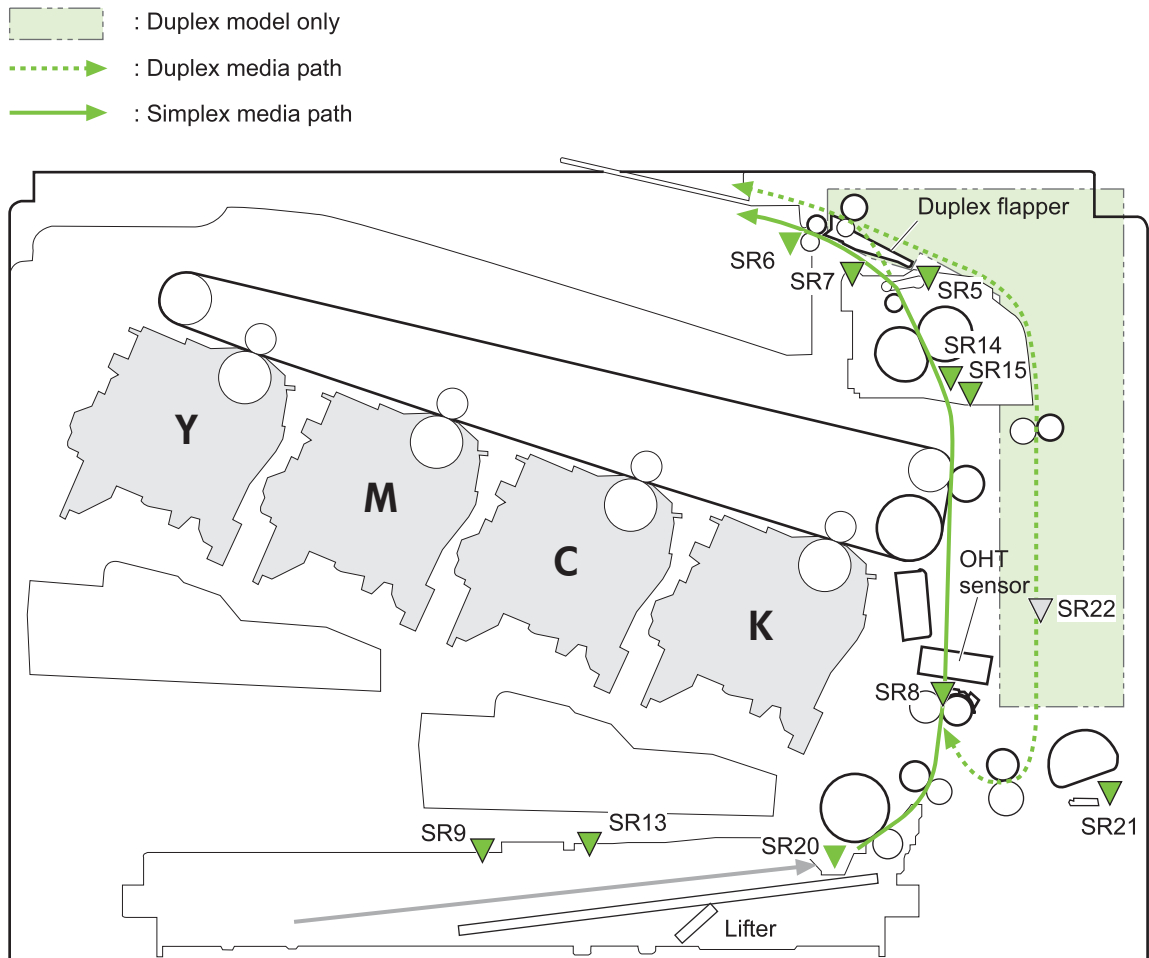 : Duplex model only
: Duplex media path
: Simplex media path
Duplex flapper
SR6
SR7
SR5
SR14
SR15
Y
M
C
K
OHT
sensor
SR22
SR8
SR9
SR13
SR20
SR21
Lifter